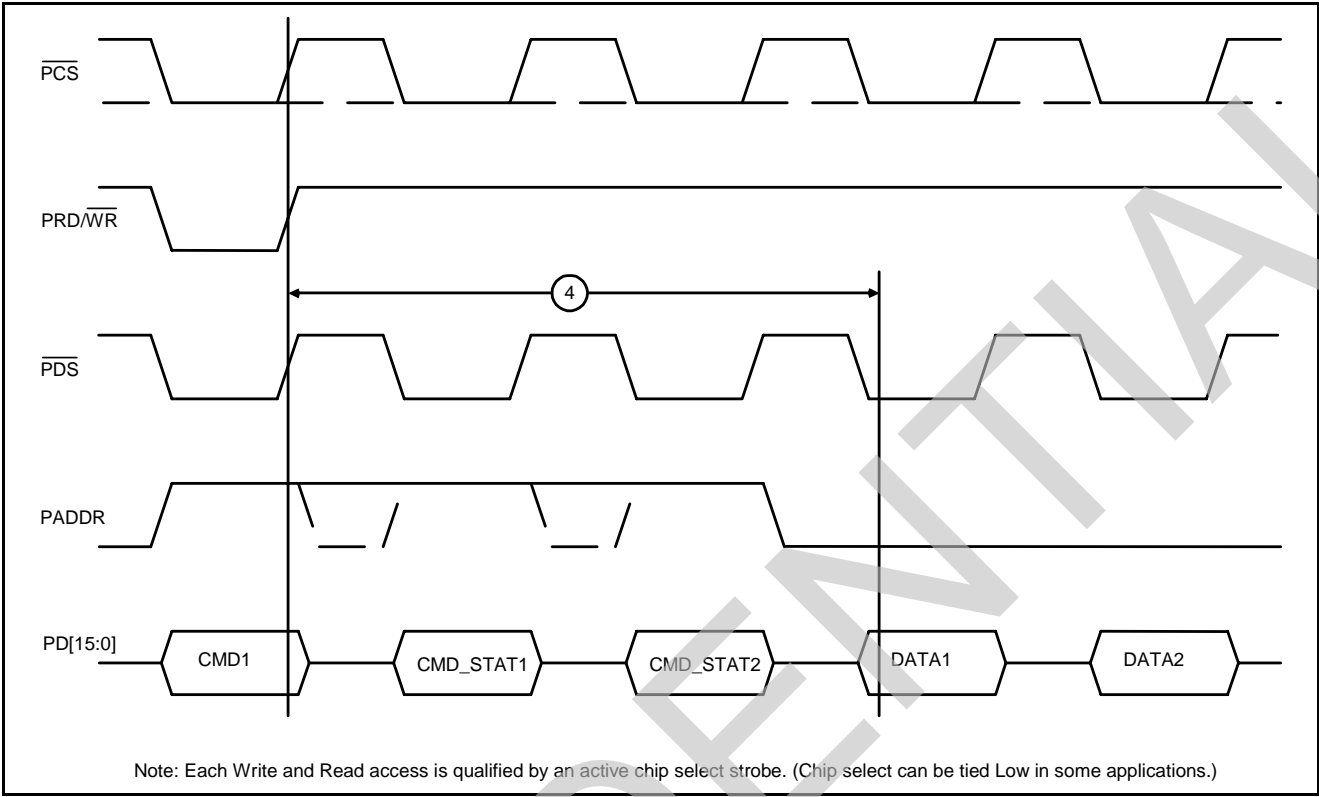 PCS
PRD/WR
4
PDS
PADDR
PD[15:0]
CMD1
CMD_STAT1
CMD_STAT2
DATA1
DATA2
Note: Each Write and Read access is qualified by an active chip select strobe. (Chip select can be tied Low in some applications.)
ENTIAL